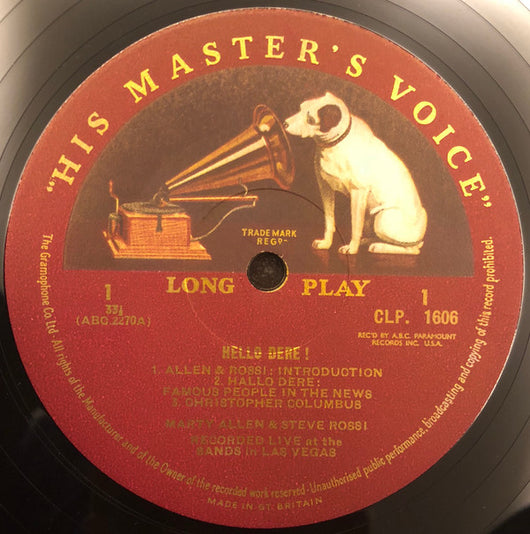 "HIS MASTER'S VOICE"
TRADE MARK
REGD
LONG PLAY
1
33⅓
(ABQ.2270A)
1
CLP. 1606
REC'D BY A.B.C. PARAMOUNT
RECORDS INC. U.S.A.
HELLO DERE !
1. ALLEN & ROSSI: INTRODUCTION
2. HALLO DERE:
FAMOUS PEOPLE IN THE NEWS
3. CHRISTOPHER COLUMBUS
MARTY ALLEN & STEVE ROSSI
RECORDED LIVE at the
SANDS in LAS VEGAS
The Gramophone Co. Ltd. All rights of the Manufacturer and of the Owner of the recorded work reserved · Unauthorised public performance, broadcasting and copying of this record prohibited.
MADE IN GT. BRITAIN